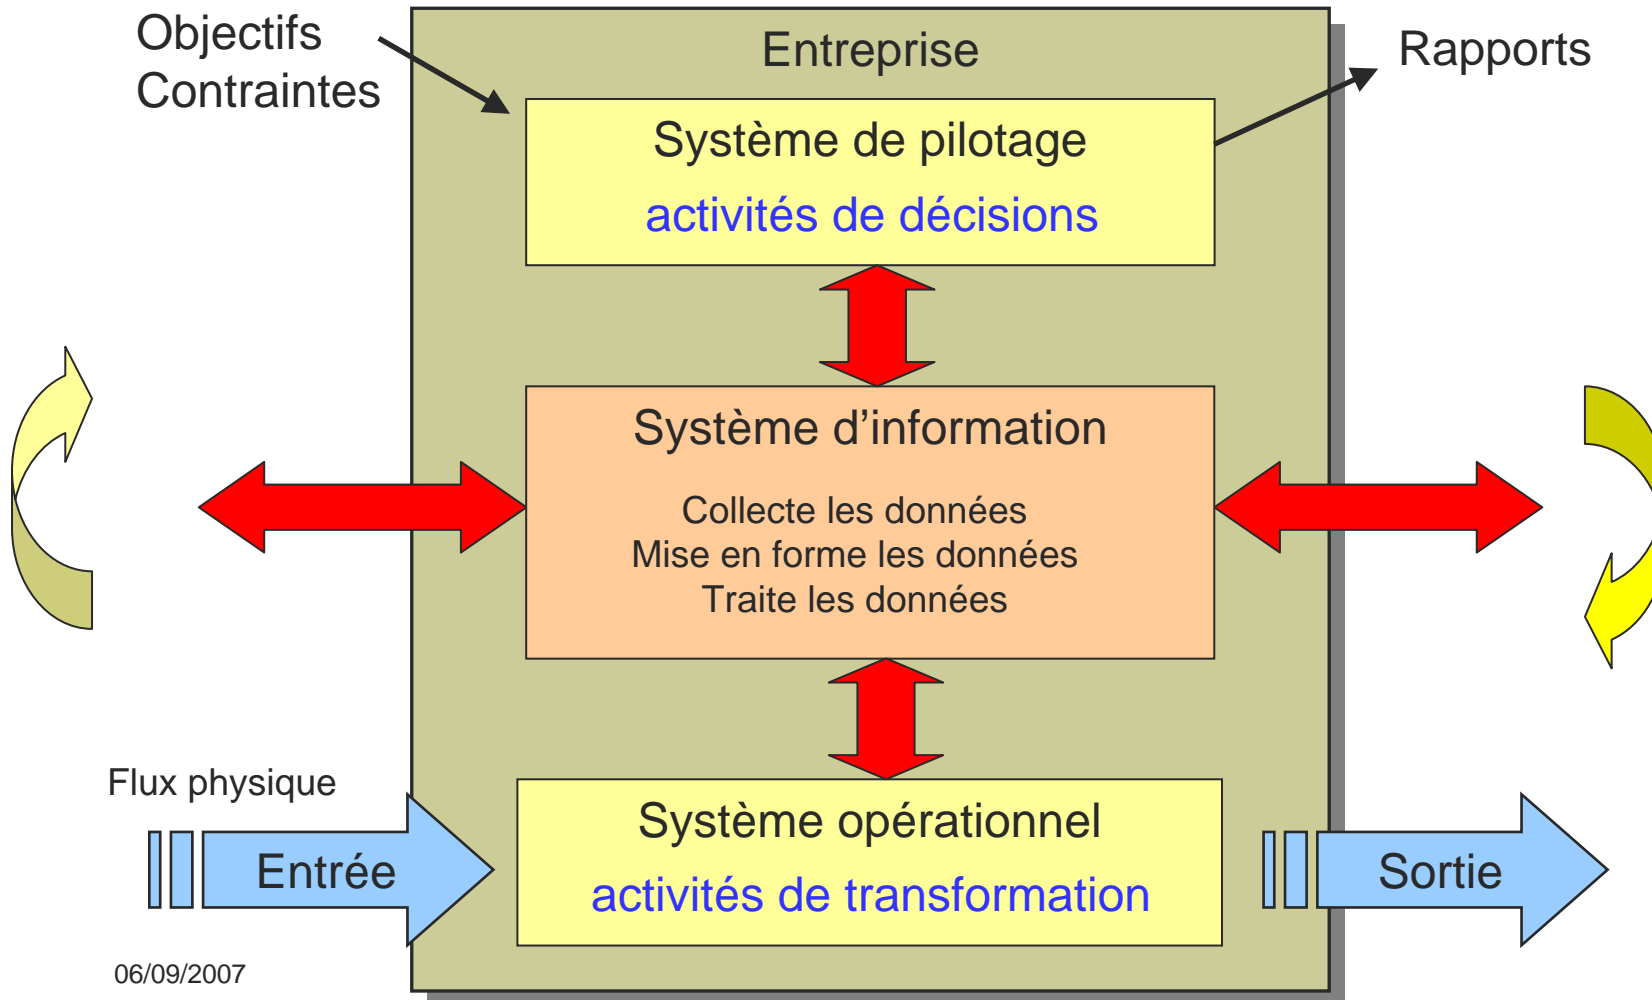 Objectifs
Contraintes
Entreprise
Rapports
Système de pilotage
activités de décisions
Système d’information
Collecte les données
Mise en forme les données
Traite les données
Flux physique
Entrée
Système opérationnel
activités de transformation
Sortie
06/09/2007